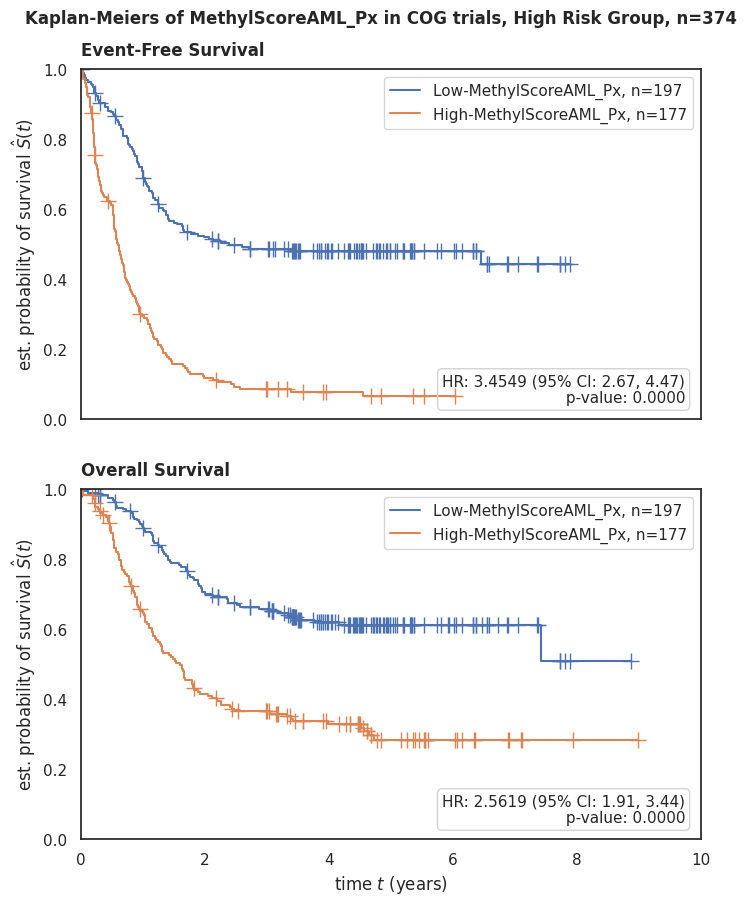 Kaplan-Meiers of MethylScoreAML_Px in COG trials, High Risk Group, n=374
Event-Free Survival
1.0
0.8
0.6
0.4
0.2
0.0
est. probability of survival Ŝ(t)
Low-MethylScoreAML_Px, n=197
High-MethylScoreAML_Px, n=177
HR: 3.4549 (95% CI: 2.67, 4.47)
p-value: 0.0000
Overall Survival
1.0
0.8
0.6
0.4
0.2
0.0
est. probability of survival Ŝ(t)
Low-MethylScoreAML_Px, n=197
High-MethylScoreAML_Px, n=177
HR: 2.5619 (95% CI: 1.91, 3.44)
p-value: 0.0000
0 2 4 6 8 10
time t (years)